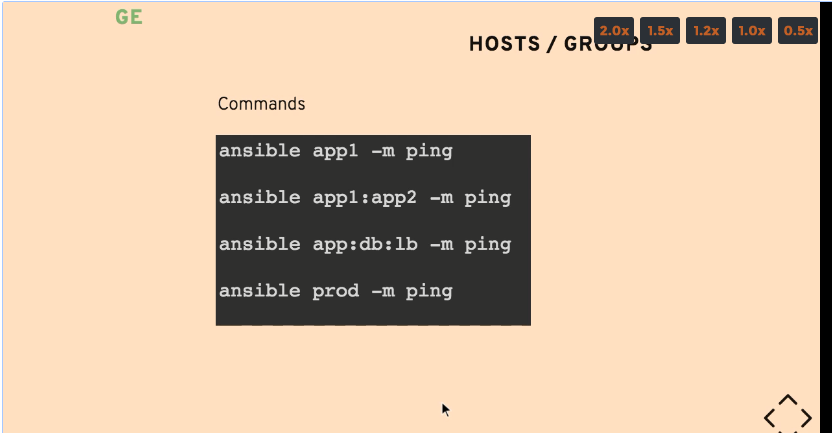 GE
2.0x 1.5x 1.2x 1.0x 0.5x
HOSTS / GROUPS
Commands
ansible app1 -m ping
ansible app1:app2 -m ping
ansible app:db:lb -m ping
ansible prod -m ping